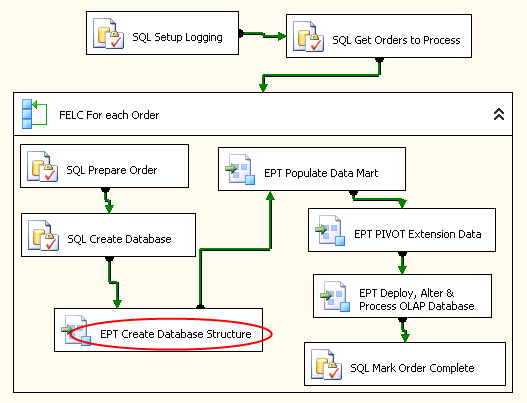 SQL Setup Logging
SQL Get Orders to Process
FELC For each Order
SQL Prepare Order
SQL Create Database
EPT Create Database Structure
EPT Populate Data Mart
EPT PIVOT Extension Data
EPT Deploy, Alter &
Process OLAP Database
SQL Mark Order Complete